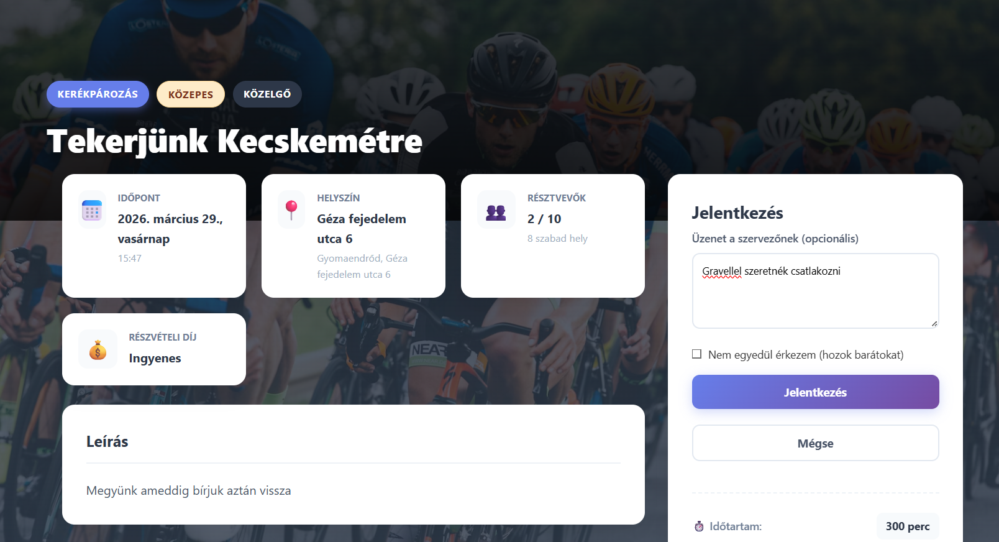 KERÉKPÁROZÁS
KÖZEPES
KÖZELGŐ
Tekerjünk Kecskemétre
IDŐPONT
2026. március 29.,
vasárnap
15:47
HELYSZÍN
Géza fejedelem
utca 6
Gyomaendrőd, Géza
fejedelem utca 6
RÉSZTVEVŐK
2 / 10
8 szabad hely
RÉSZVÉTELI DÍJ
Ingyenes
Leírás
Megyünk ameddig bírjuk aztán vissza
Jelentkezés
Üzenet a szervezőnek (opcionális)
Gravellel szeretnék csatlakozni
Nem egyedül érkezem (hozok barátokat)
Jelentkezés
Mégse
Időtartam:
300 perc